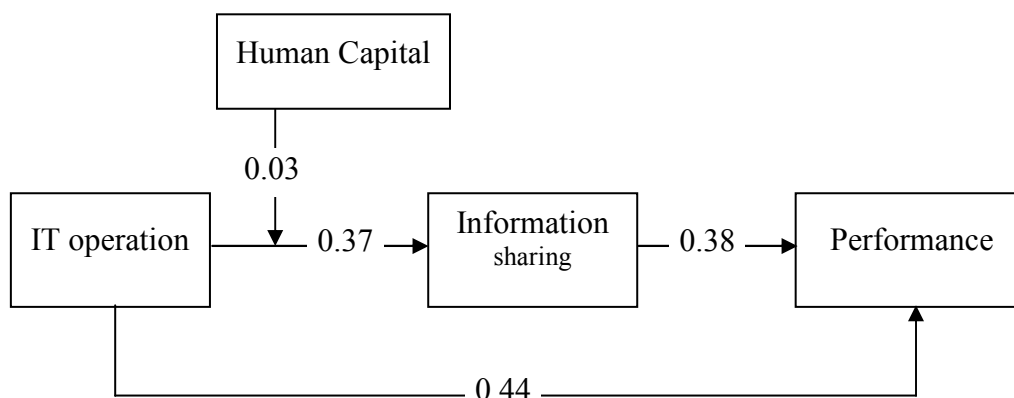 Human Capital
0.03
IT operation
0.37
Information
sharing
0.38
Performance
0 44